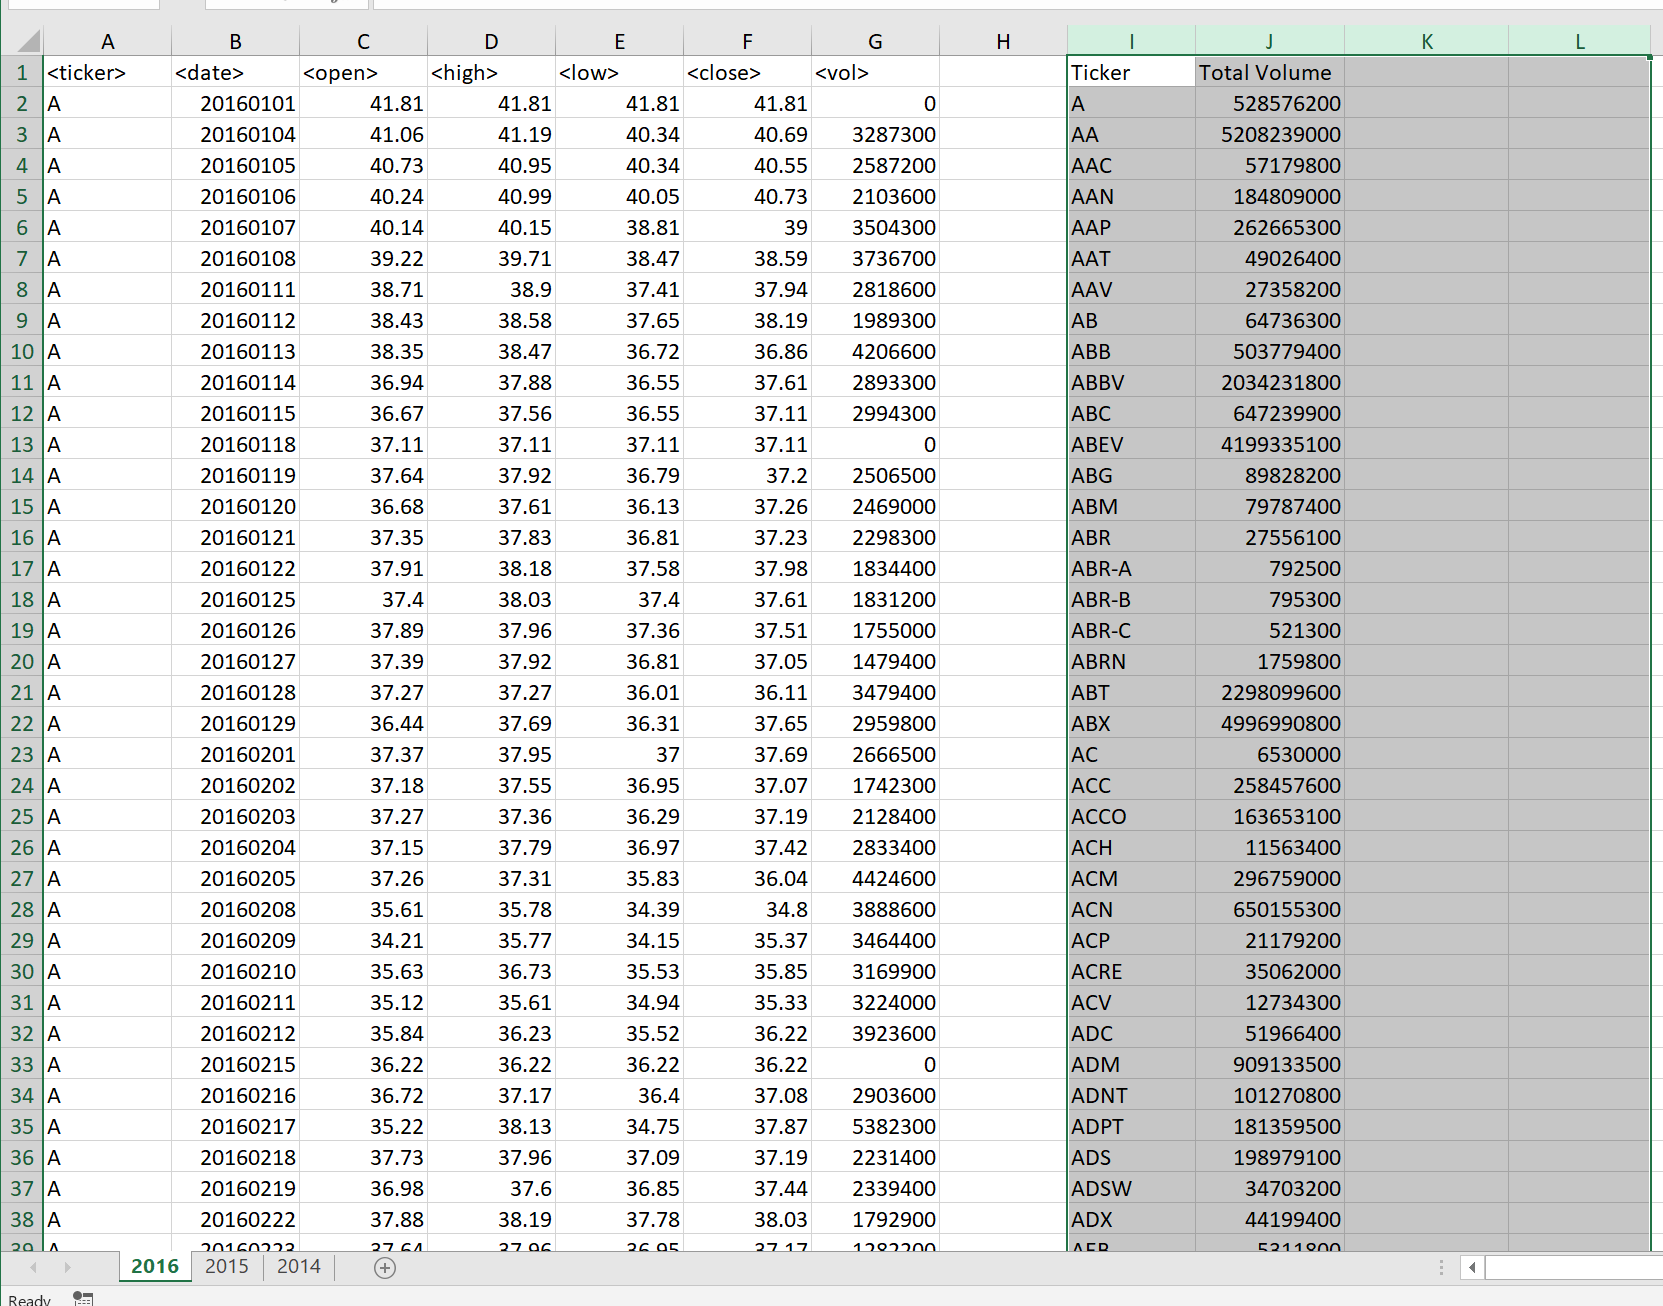 A B C D E F G H I J K L
1 <ticker> <date> <open> <high> <low> <close> <vol> Ticker Total Volume
2 A 20160101 41.81 41.81 41.81 41.81 0 A 528576200
3 A 20160104 41.06 41.19 40.34 40.69 3287300 AA 5208239000
4 A 20160105 40.73 40.95 40.34 40.55 2587200 AAC 57179800
5 A 20160106 40.24 40.99 40.05 40.73 2103600 AAN 184809000
6 A 20160107 40.14 40.15 38.81 39 3504300 AAP 262665300
7 A 20160108 39.22 39.71 38.47 38.59 3736700 AAT 49026400
8 A 20160111 38.71 38.9 37.41 37.94 2818600 AAV 27358200
9 A 20160112 38.43 38.58 37.65 38.19 1989300 AB 64736300
10 A 20160113 38.35 38.47 36.72 36.86 4206600 ABB 503779400
11 A 20160114 36.94 37.88 36.55 37.61 2893300 ABBV 2034231800
12 A 20160115 36.67 37.56 36.55 37.11 2994300 ABC 647239900
13 A 20160118 37.11 37.11 37.11 37.11 0 ABEV 4199335100
14 A 20160119 37.64 37.92 36.79 37.2 2506500 ABG 89828200
15 A 20160120 36.68 37.61 36.13 37.26 2469000 ABM 79787400
16 A 20160121 37.35 37.83 36.81 37.23 2298300 ABR 27556100
17 A 20160122 37.91 38.18 37.58 37.98 1834400 ABR-A 792500
18 A 20160125 37.4 38.03 37.4 37.61 1831200 ABR-B 795300
19 A 20160126 37.89 37.96 37.36 37.51 1755000 ABR-C 521300
20 A 20160127 37.39 37.92 36.81 37.05 1479400 ABRN 1759800
21 A 20160128 37.27 37.27 36.01 36.11 3479400 ABT 2298099600
22 A 20160129 36.44 37.69 36.31 37.65 2959800 ABX 4996990800
23 A 20160201 37.37 37.95 37 37.69 2666500 AC 6530000
24 A 20160202 37.18 37.55 36.95 37.07 1742300 ACC 258457600
25 A 20160203 37.27 37.36 36.29 37.19 2128400 ACCO 163653100
26 A 20160204 37.15 37.79 36.97 37.42 2833400 ACH 11563400
27 A 20160205 37.26 37.31 35.83 36.04 4424600 ACM 296759000
28 A 20160208 35.61 35.78 34.39 34.8 3888600 ACN 650155300
29 A 20160209 34.21 35.77 34.15 35.37 3464400 ACP 21179200
30 A 20160210 35.63 36.73 35.53 35.85 3169900 ACRE 35062000
31 A 20160211 35.12 35.61 34.94 35.33 3224000 ACV 12734300
32 A 20160212 35.84 36.23 35.52 36.22 3923600 ADC 51966400
33 A 20160215 36.22 36.22 36.22 36.22 0 ADM 909133500
34 A 20160216 36.72 37.17 36.4 37.08 2903600 ADNT 101270800
35 A 20160217 35.22 38.13 34.75 37.87 5382300 ADPT 181359500
36 A 20160218 37.73 37.96 37.09 37.19 2231400 ADS 198979100
37 A 20160219 36.98 37.6 36.85 37.44 2339400 ADSW 34703200
38 A 20160222 37.88 38.19 37.78 38.03 1792900 ADX 44199400
39 A 20160223 37.64 37.96 36.95 37.17 1282200 5311800
2016 2015 2014
Ready